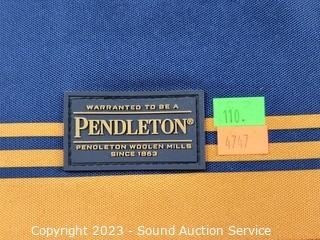 WARRANTED TO BE A
PENDLETON®
PENDLETON WOOLEN MILLS
SINCE 1863
110.
4747
Copyright 2023 - Sound Auction Service